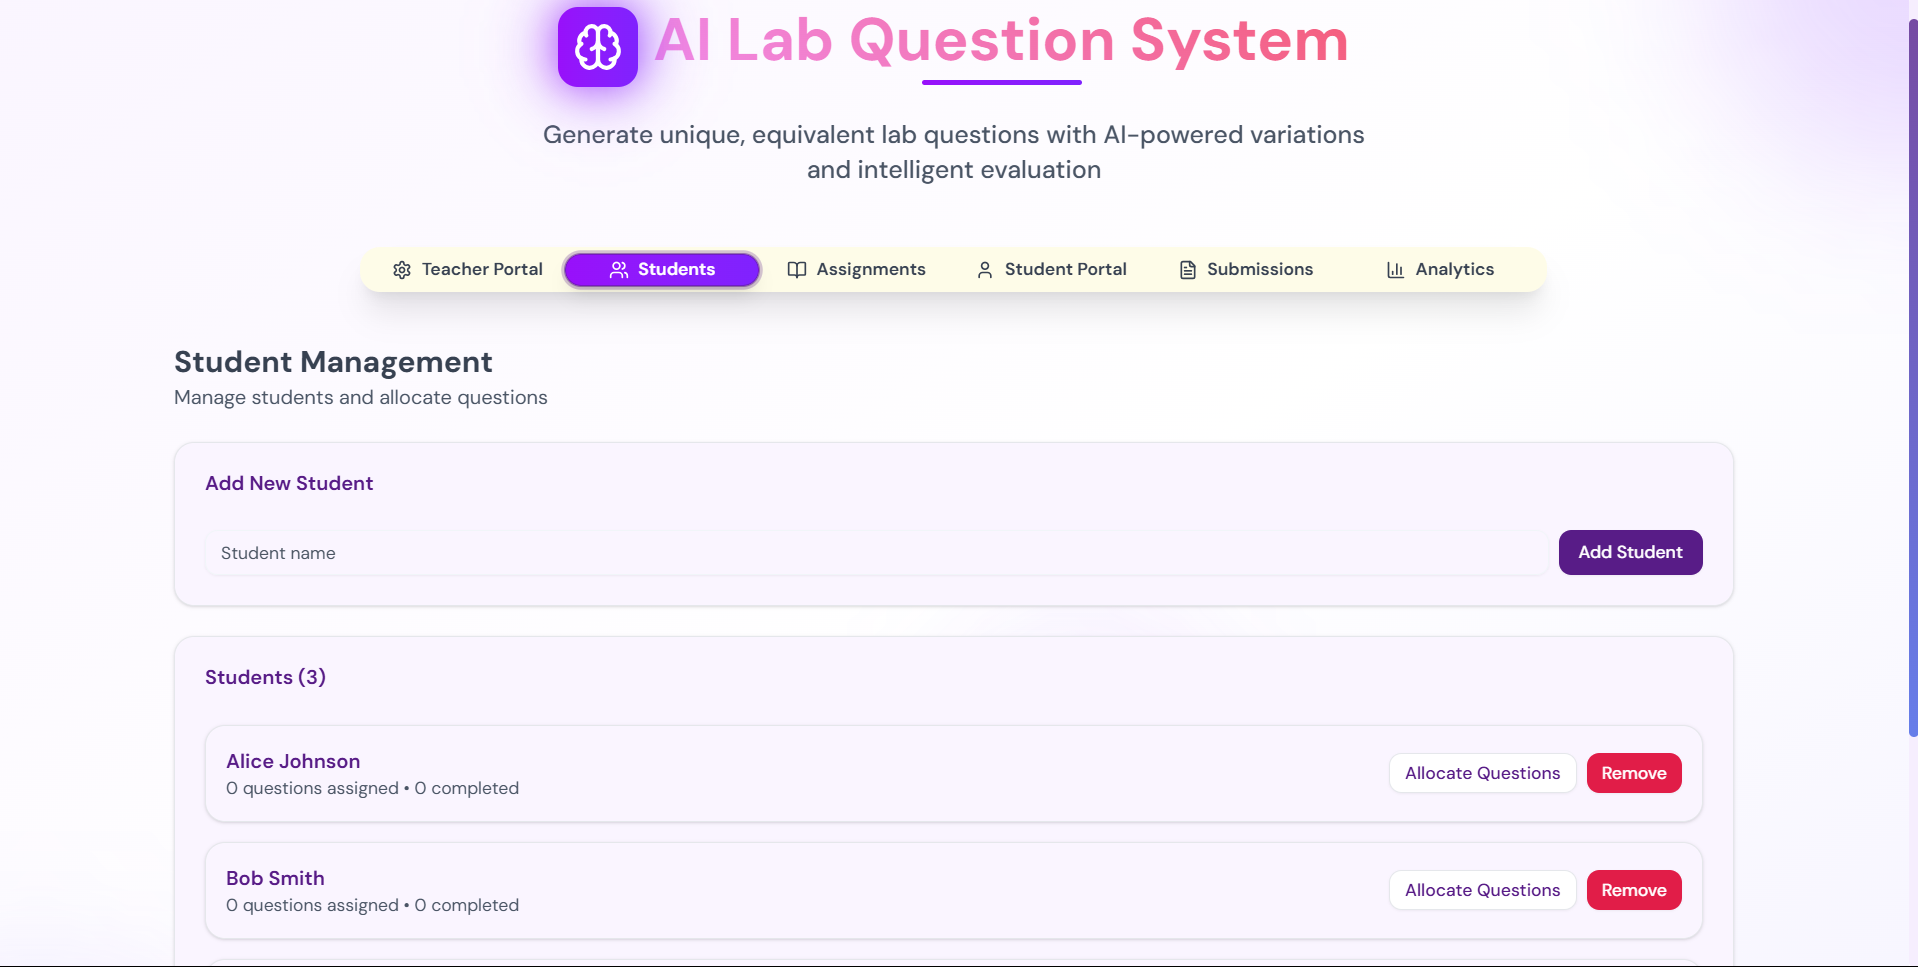 AI Lab Question System
Generate unique, equivalent lab questions with AI-powered variations
and intelligent evaluation
Teacher Portal
Students
Assignments
Student Portal
Submissions
Analytics
Student Management
Manage students and allocate questions
Add New Student
Student name
Add Student
Students (3)
Alice Johnson
0 questions assigned • 0 completed
Allocate Questions
Remove
Bob Smith
0 questions assigned • 0 completed
Allocate Questions
Remove